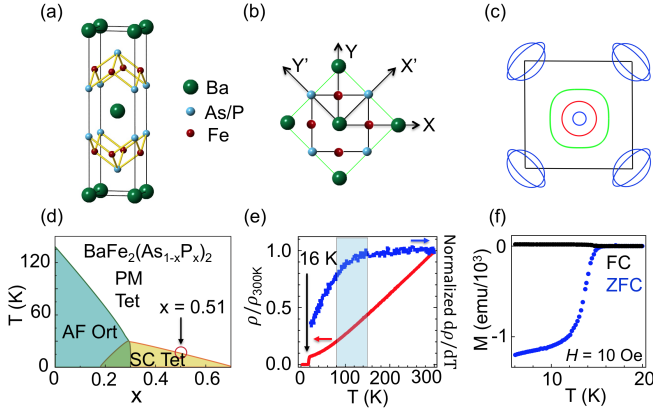 (a)
(b)
(c)
Y'
Y
X'
X
Ba
As/P
Fe
(d)
(e)
(f)
120
60
0
T (K)
BaFe2(As1-xPx)2
PM
Tet
x = 0.51
AF Ort
SC Tet
0
0.2
0.4
0.6
x
1.0
0.5
0.0
ρ/ρ300K
16 K
Normalized dρ/dT
0
100
200
300
T (K)
0
-1
M (emu/10³)
FC
ZFC
H = 10 Oe
10
15
20
T (K)